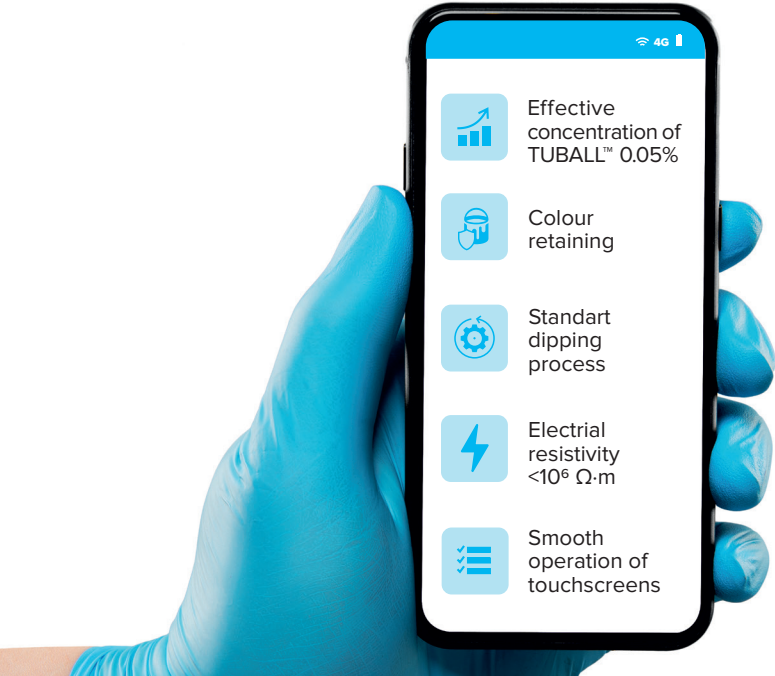 4G
Effective
concentration of
TUBALL™ 0.05%
Colour
retaining
Standart
dipping
process
Electrial
resistivity
<10⁶ Ω·m
Smooth
operation of
touchscreens